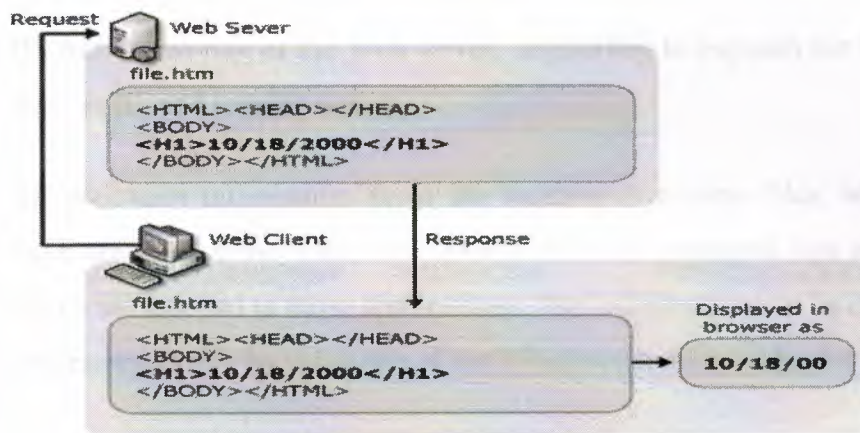 Request
Web Sever
file.htm
<HTML><HEAD></HEAD>
<BODY>
<H1>10/18/2000</H1>
</BODY></HTML>
Web Client
Response
file.htm
<HTML><HEAD></HEAD>
<BODY>
<H1>10/18/2000</H1>
</BODY></HTML>
Displayed in
browser as
10/18/00